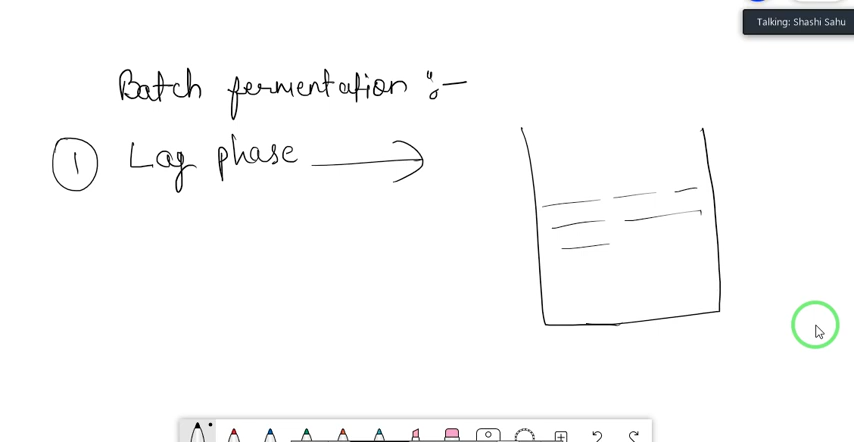 Talking: Shashi Sahu
Batch fermentation :-
① Lag phase →